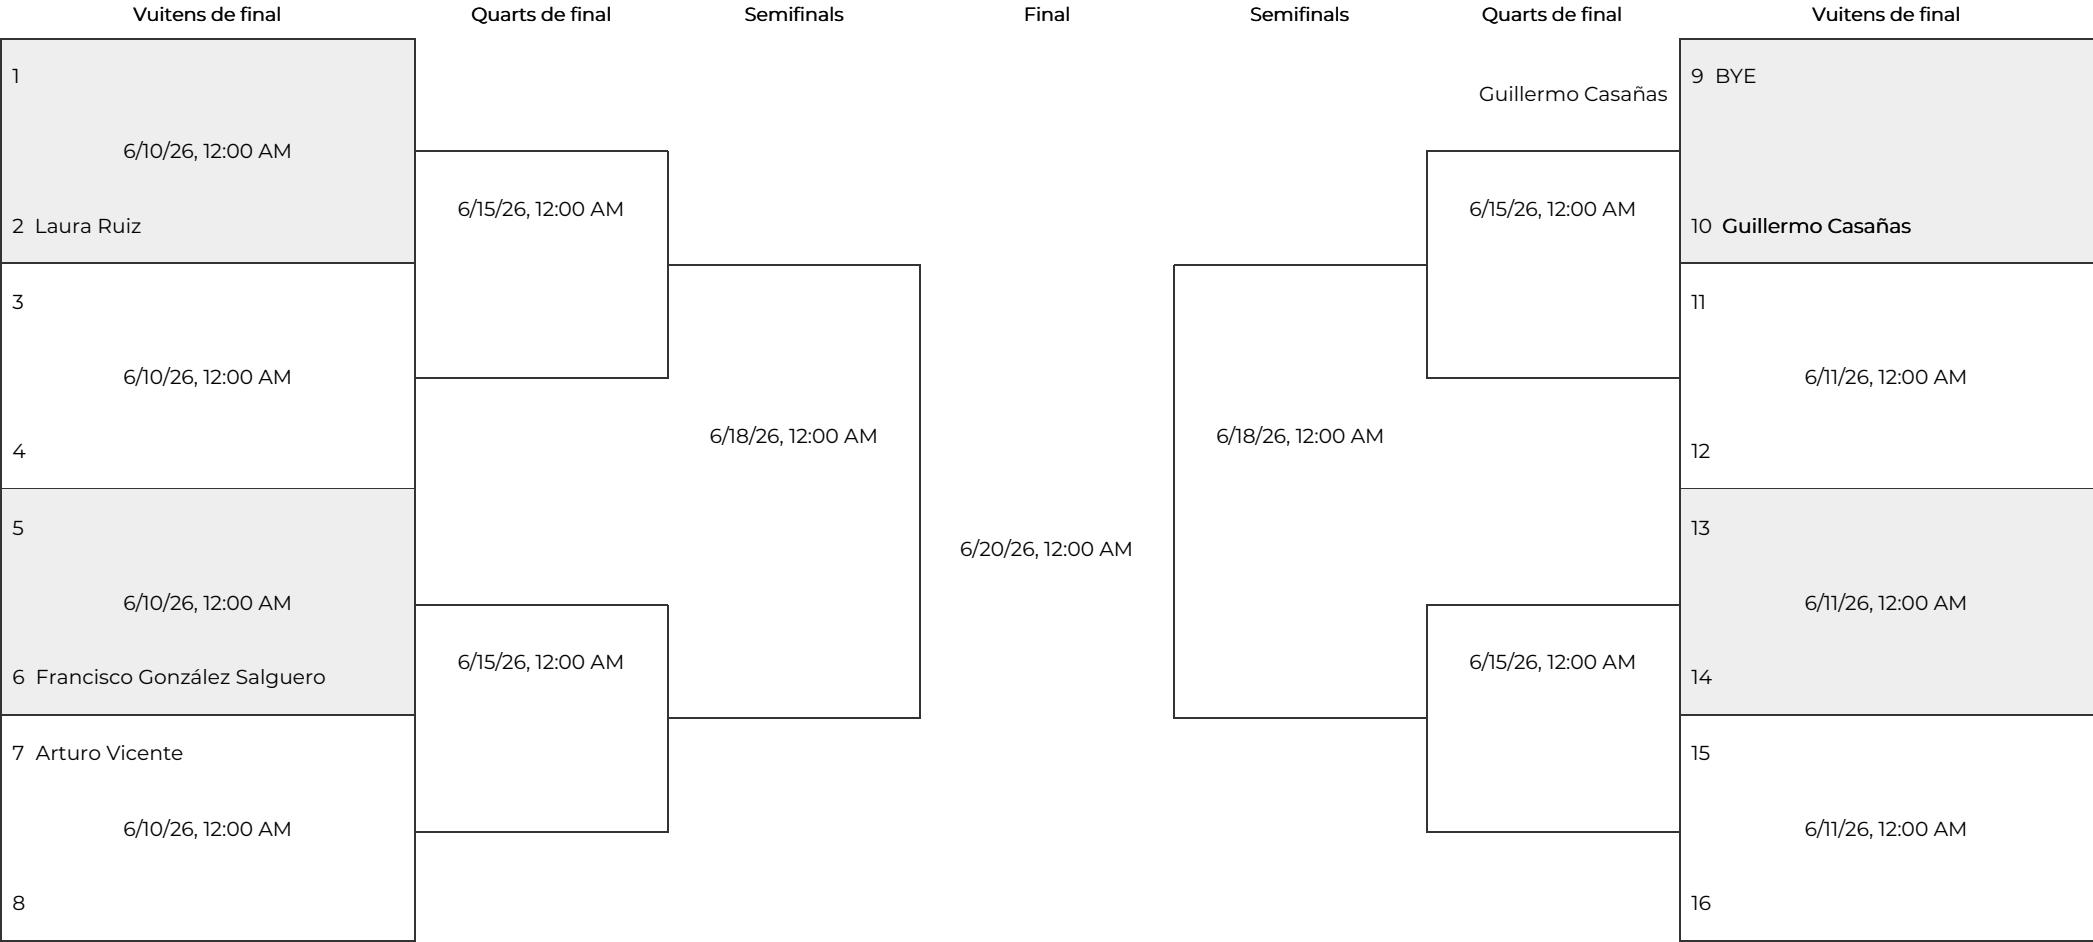 Vuitens de final
Quarts de final
Semifinals
Final
Semifinals
Quarts de final
Vuitens de final
1
6/10/26, 12:00 AM
2 Laura Ruiz
3
6/10/26, 12:00 AM
4
5
6/10/26, 12:00 AM
6 Francisco González Salguero
7 Arturo Vicente
6/10/26, 12:00 AM
8
6/15/26, 12:00 AM
6/15/26, 12:00 AM
6/18/26, 12:00 AM
6/20/26, 12:00 AM
6/18/26, 12:00 AM
Guillermo Casañas
6/15/26, 12:00 AM
6/15/26, 12:00 AM
9 BYE
10 Guillermo Casañas
11
6/11/26, 12:00 AM
12
13
6/11/26, 12:00 AM
14
15
6/11/26, 12:00 AM
16